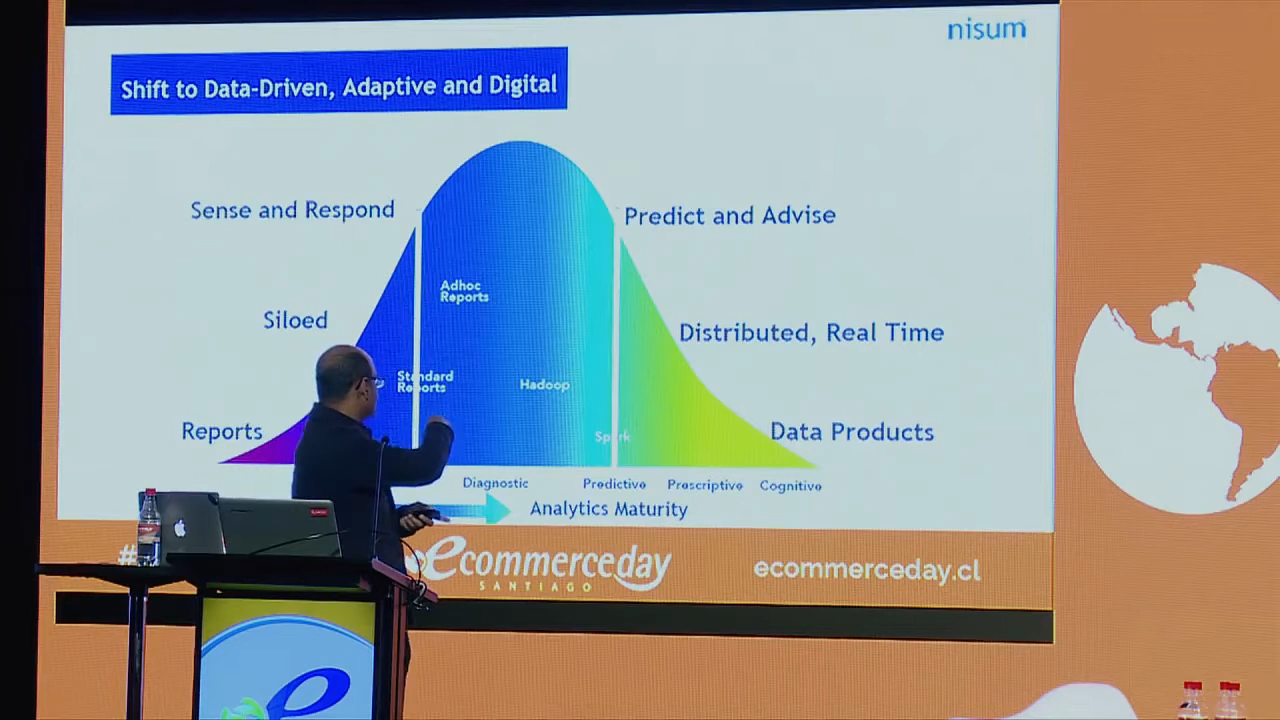 nisum
Shift to Data-Driven, Adaptive and Digital
Sense and Respond
Predict and Advise
Adhoc
Reports
Siloed
Distributed, Real Time
Standard
Reports
Hadoop
Reports
Spark
Data Products
Diagnostic
Predictive
Prescriptive
Cognitive
Analytics Maturity
#
ecommerceday
SANTIAGO
ecommerceday.cl
e